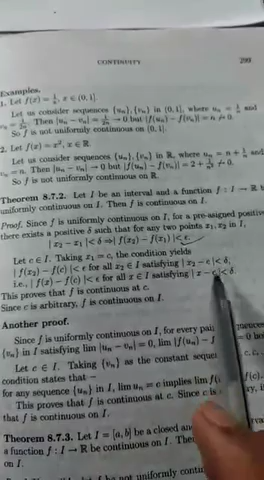 CONTINUITY 299
Examples.
1. Let f(x) = 1/x, x ∈ (0, 1].
Let us consider sequences {uₙ}, {vₙ} in (0, 1], where uₙ = 1/n and
vₙ = 1/2n. Then |uₙ − vₙ| = 1/2n → 0 but |f(uₙ) − f(vₙ)| = n ↛ 0.
So f is not uniformly continuous on (0, 1].
2. Let f(x) = x², x ∈ ℝ.
Let us consider sequences {uₙ}, {vₙ} in ℝ, where uₙ = n + 1/n and
vₙ = n. Then |uₙ − vₙ| = 1/n → 0 but |f(uₙ) − f(vₙ)| = 2 + 1/n² ↛ 0.
So f is not uniformly continuous on ℝ.
Theorem 8.7.2. Let I be an interval and a function f : I → ℝ
uniformly continuous on I. Then f is continuous on I.
Proof. Since f is uniformly continuous on I, for a pre-assigned positive
there exists a positive δ such that for any two points x₁, x₂ in I,
| x₂ − x₁ | < δ ⇒ | f(x₂) − f(x₁) | < ϵ.
Let c ∈ I. Taking x₁ = c, the condition yields,
| f(x₂) − f(c) | < ϵ for all x₂ ∈ I satisfying | x₂ − c | < δ
i.e., | f(x) − f(c) | < ϵ for all x ∈ I satisfying | x − c | < δ.
This proves that f is continuous at c.
Since c is arbitrary, f is continuous on I.
Another proof.
Since f is uniformly continuous on I, for every pair
{vₙ} in I satisfying lim |uₙ − vₙ| = 0, lim |f(uₙ) −
Let c ∈ I. Taking {vₙ} as the constant
condition states that −
for any sequence {uₙ} in I, lim uₙ = c implies lim f( f(c).
This proves that f is continuous at c. Since c is
that f is continuous on I.
Theorem 8.7.3. Let I = [a, b] be a closed and
a function f : I → ℝ be continuous on I.
on I.